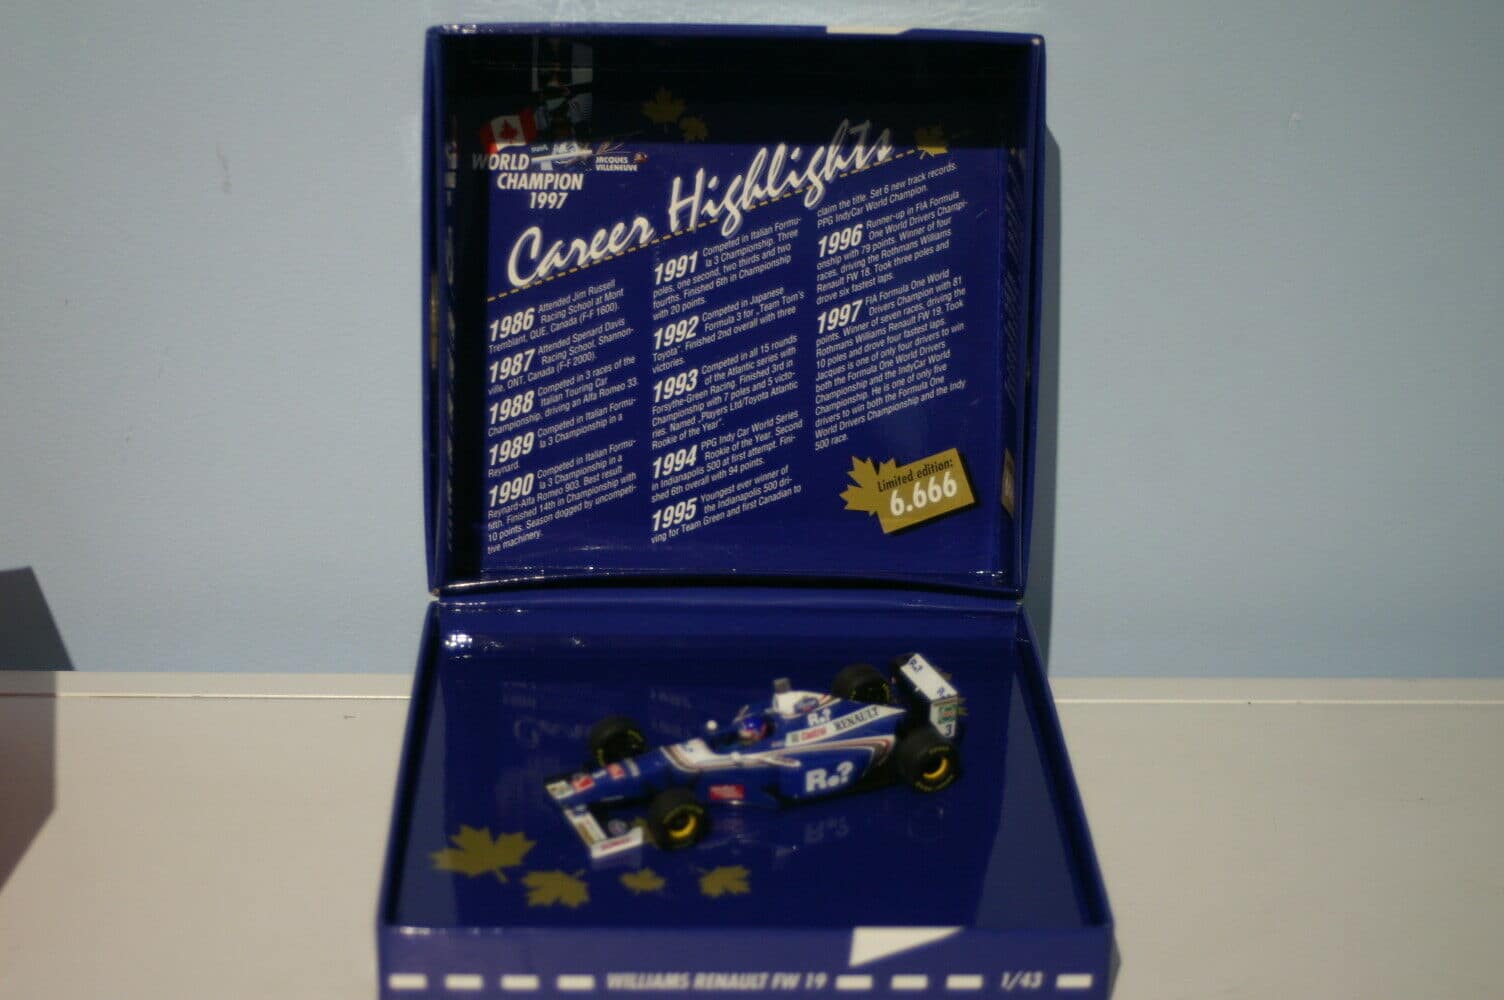 WORLD
CHAMPION
1997
JACQUES
VILLENEUVE
Career Highlights
1986 Attended Jim Russell
Racing School at Mont
Tremblant, QUE, Canada (F-F 1600).
1987 Attended Spenard Davis
Racing School, Shannon-
ville, ONT, Canada (F-F 2000).
1988 Competed in 3 races of the
Italian Touring Car
Championship, driving an Alfa Romeo 33.
1989 Competed in Italian Formu-
la 3 Championship in a
Reynard.
1990 Competed in Italian Formu-
la 3 Championship in a
Reynard-Alfa Romeo 903. Best result
fifth. Finished 14th in Championship with
10 points. Season dogged by uncompeti-
tive machinery.
1991 Competed in Italian Formu-
la 3 Championship. Three
poles, one second, two thirds and two
fourths. Finished 6th in Championship
with 20 points.
1992 Competed in Japanese
Formula 3 for „Team Tom's
Toyota". Finished 2nd overall with three
victories.
1993 Competed in all 15 rounds
of the Atlantic series with
Forsythe-Green Racing. Finished 3rd in
Championship with 7 poles and 5 victo-
ries. Named „Players Ltd/Toyota Atlantic
Rookie of the Year".
1994 PPG Indy Car World Series
Rookie of the Year. Second
in Indianapolis 500 at first attempt. Fini-
shed 6th overall with 94 points.
1995 Youngest ever winner of
the Indianapolis 500 dri-
ving for Team Green and first Canadian to
claim the title. Set 6 new track records.
PPG IndyCar World Champion.
1996 Runner-up in FIA Formula
One World Drivers Champi-
onship with 79 points. Winner of four
races, driving the Rothmans Williams
Renault FW 18. Took three poles and
drove six fastest laps.
1997 FIA Formula One World
Drivers Champion with 81
points. Winner of seven races, driving the
Rothmans Williams Renault FW 19. Took
10 poles and drove four fastest laps.
Jacques is one of only four drivers to win
both the Formula One World Drivers
Championship and the IndyCar World
Championship. He is one of only five
drivers to win both the Formula One
World Drivers Championship and the Indy
500 race.
Limited edition:
6.666
R.?
R.?
Castrol
RENAULT
R.?
3
WILLIAMS RENAULT FW 19
1/43